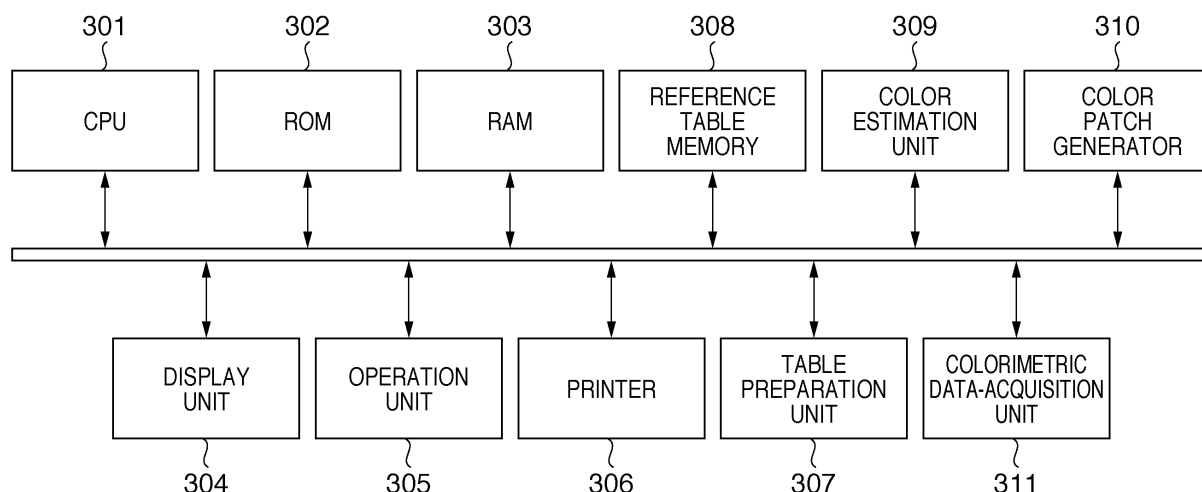 301
302
303
308
309
310
CPU
ROM
RAM
REFERENCE
TABLE
MEMORY
COLOR
ESTIMATION
UNIT
COLOR
PATCH
GENERATOR
DISPLAY
UNIT
OPERATION
UNIT
PRINTER
TABLE
PREPARATION
UNIT
COLORIMETRIC
DATA-ACQUISITION
UNIT
304
305
306
307
311